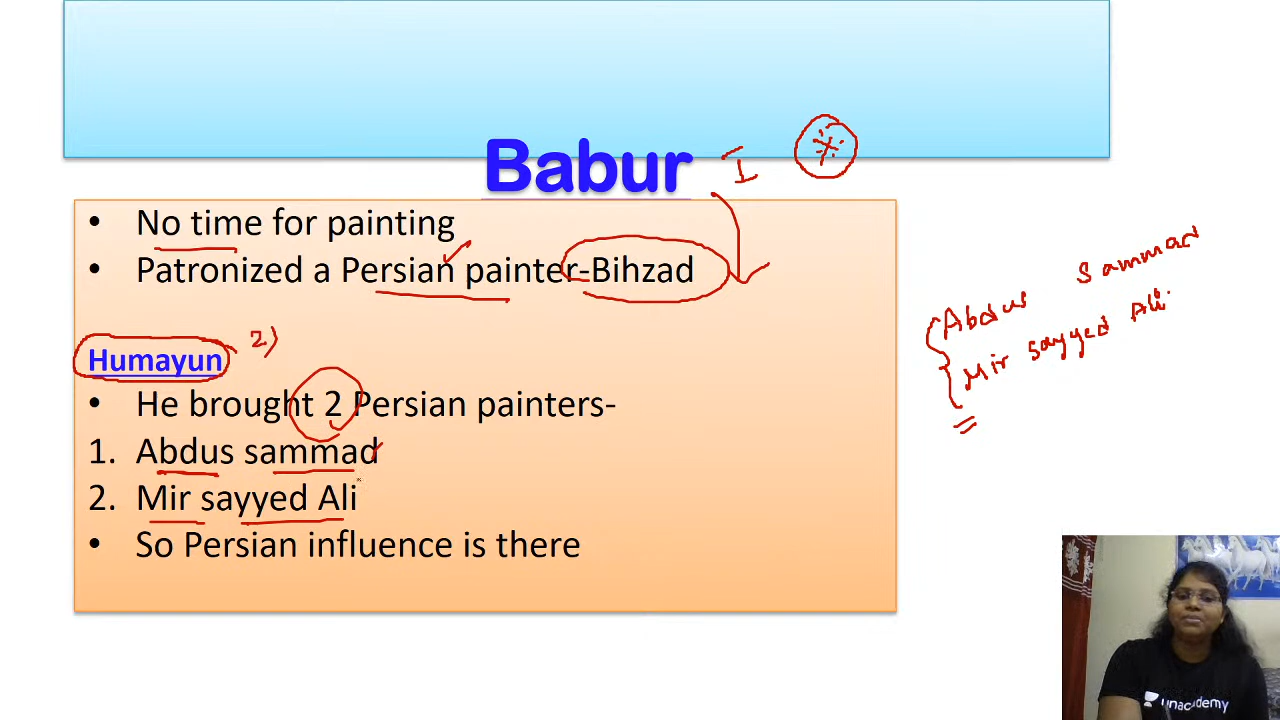 Babur I
• No time for painting
• Patronized a Persian painter-Bihzad
Humayun 2)
• He brought 2 Persian painters-
1. Abdus sammad
2. Mir sayyed Ali
• So Persian influence is there
Abdus Sammad
Mir sayyed Ali
unacademy